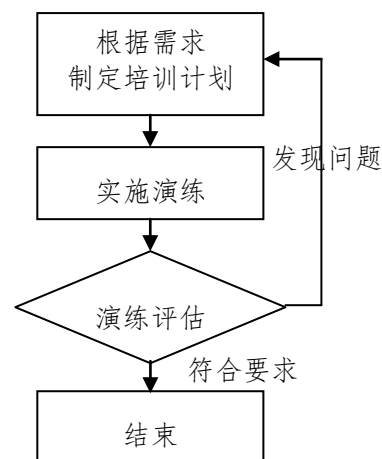 根据需求
制定培训计划
发现问题
实施演练
演练评估
符合要求
结束